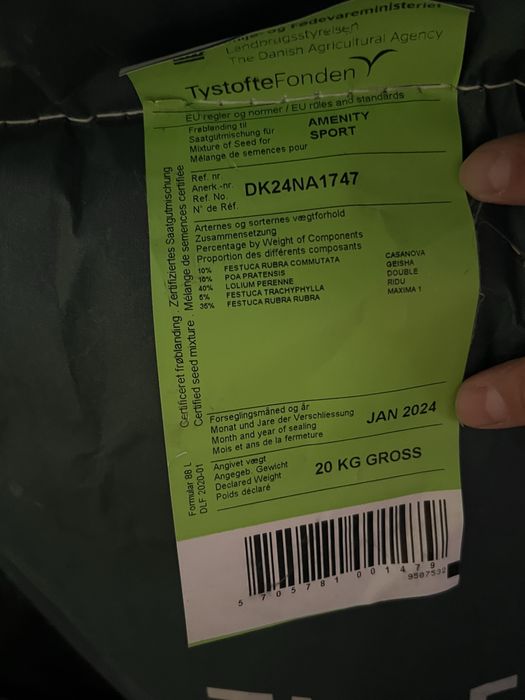 og Fødevareministeriet
Landbrugsstyrelsen
The Danish Agricultural Agency
TystofteFonden
EU regler og normer / EU rules and standards
Frøblanding til
Saatgutmischung für
Mixture of Seed for
Mélange de semences pour
AMENITY
SPORT
Ref. nr.
Anerk.-nr.
Ref. No.
N° de Réf.
DK24NA1747
Arternes og sorternes vægtforhold
Zusammensetzung
Percentage by Weight of Components
Proportion des différents composants
10% FESTUCA RUBRA COMMUTATA CASANOVA
10% POA PRATENSIS GEISHA
40% LOLIUM PERENNE DOUBLE
5% FESTUCA TRACHYPHYLLA RIDU
35% FESTUCA RUBRA RUBRA MAXIMA 1
Certificeret frøblanding . Zertifiziertes Saatgutmischung
Certified seed mixture . Mélange de semences certifiée
Forseglingsmåned og år
Monat und Jare der Verschliessung
Month and year of sealing
Mois et ans de la fermeture
JAN 2024
Angivet vægt
Angegeb. Gewicht
Declared Weight
Poids déclaré
20 KG GROSS
Formular 88 L
DLF 2020-01
5 705781 001479
9507532